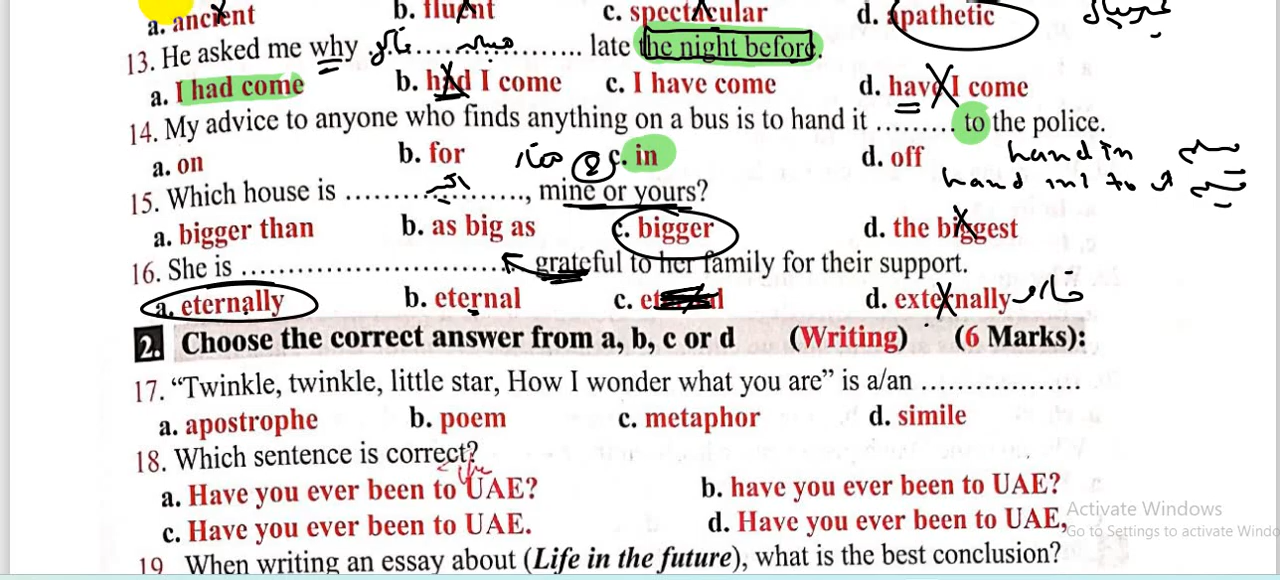 a. ancient b. fluent c. spectacular d. apathetic
13. He asked me why .................... late the night before.
a. I had come b. had I come c. I have come d. have I come
14. My advice to anyone who finds anything on a bus is to hand it ......... to the police.
a. on b. for c. in d. off
hand in
15. Which house is ........................, mine or yours?
a. bigger than b. as big as c. bigger d. the biggest
16. She is ................................. grateful to her family for their support.
a. eternally b. eternal c. d. externally
2. Choose the correct answer from a, b, c or d (Writing) (6 Marks):
17. “Twinkle, twinkle, little star, How I wonder what you are” is a/an ..................
a. apostrophe b. poem c. metaphor d. simile
18. Which sentence is correct?
a. Have you ever been to UAE? b. have you ever been to UAE?
c. Have you ever been to UAE. d. Have you ever been to UAE,
Activate Windows
Go to Settings to activate Windo
19 When writing an essay about (Life in the future), what is the best conclusion?